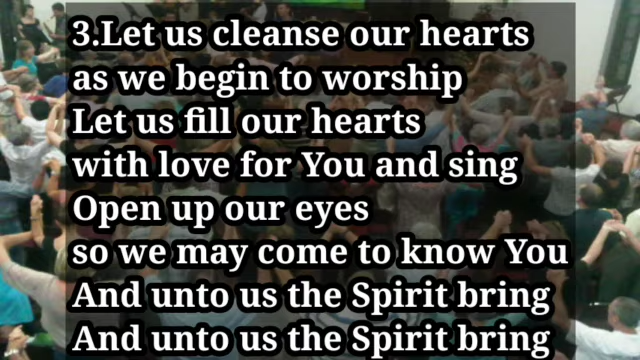 3.Let us cleanse our hearts
as we begin to worship
Let us fill our hearts
with love for You and sing
Open up our eyes
so we may come to know You
And unto us the Spirit bring
And unto us the Spirit bring